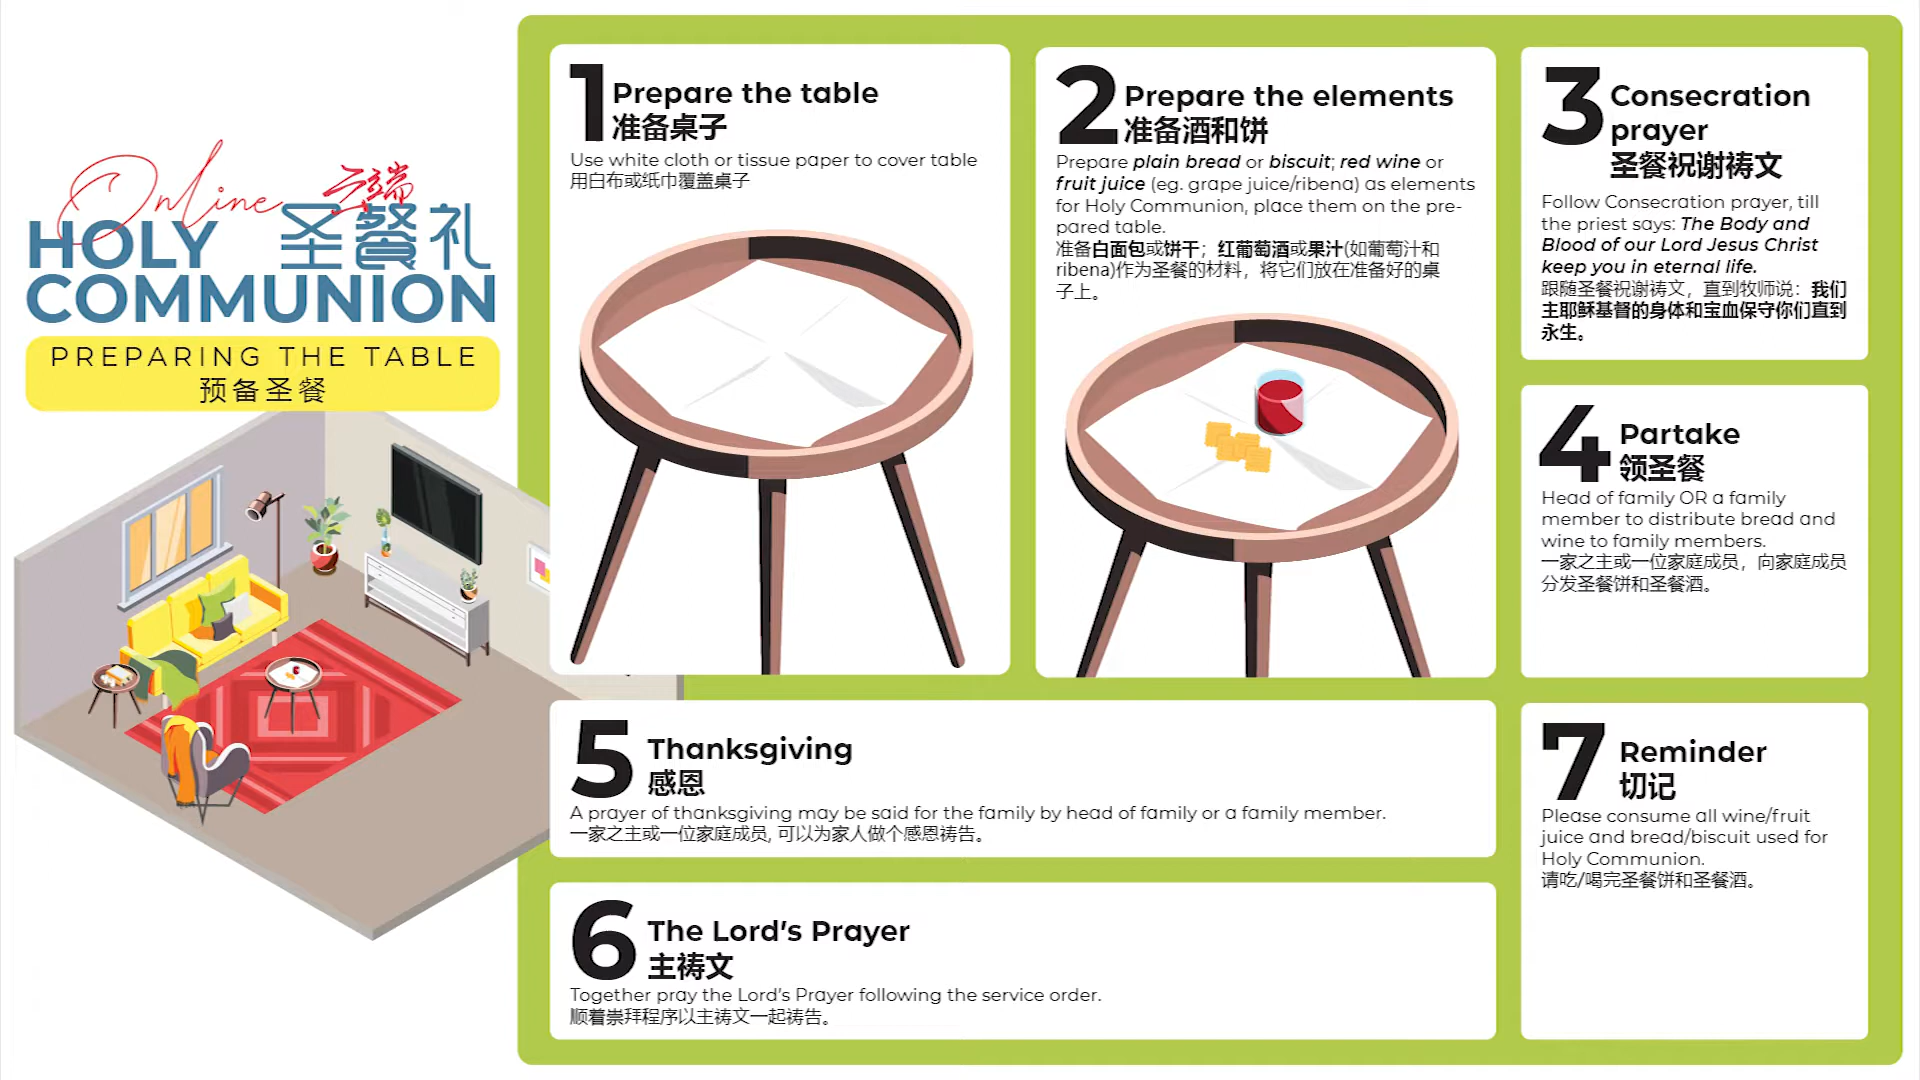 Online 云端
HOLY 圣餐礼
COMMUNION
PREPARING THE TABLE
预备圣餐
1 Prepare the table
准备桌子
Use white cloth or tissue paper to cover table
用白布或纸巾覆盖桌子
2 Prepare the elements
准备酒和饼
Prepare plain bread or biscuit; red wine or
fruit juice (eg. grape juice/ribena) as elements
for Holy Communion, place them on the pre-
pared table.
准备白面包或饼干；红葡萄酒或果汁(如葡萄汁和
ribena)作为圣餐的材料，将它们放在准备好的桌
子上。
3 Consecration
prayer
圣餐祝谢祷文
Follow Consecration prayer, till
the priest says: The Body and
Blood of our Lord Jesus Christ
keep you in eternal life.
跟随圣餐祝谢祷文，直到牧师说：我们
主耶稣基督的身体和宝血保守你们直到
永生。
4 Partake
领圣餐
Head of family OR a family
member to distribute bread and
wine to family members.
一家之主或一位家庭成员，向家庭成员
分发圣餐饼和圣餐酒。
5 Thanksgiving
感恩
A prayer of thanksgiving may be said for the family by head of family or a family member.
一家之主或一位家庭成员, 可以为家人做个感恩祷告。
6 The Lord's Prayer
主祷文
Together pray the Lord's Prayer following the service order.
顺着崇拜程序以主祷文一起祷告。
7 Reminder
切记
Please consume all wine/fruit
juice and bread/biscuit used for
Holy Communion.
请吃/喝完圣餐饼和圣餐酒。